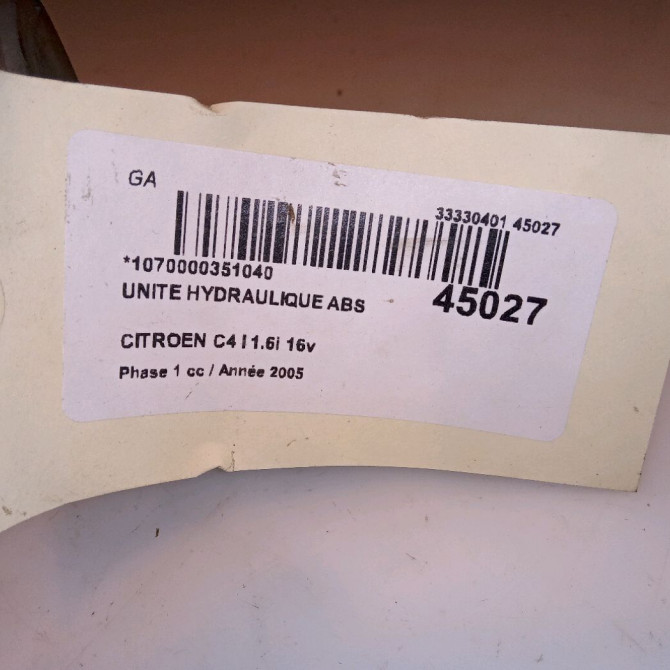 GA
33330401 45027
*1070000351040
UNITE HYDRAULIQUE ABS 45027
CITROEN C4 I 1.6i 16v
Phase 1 cc / Année 2005